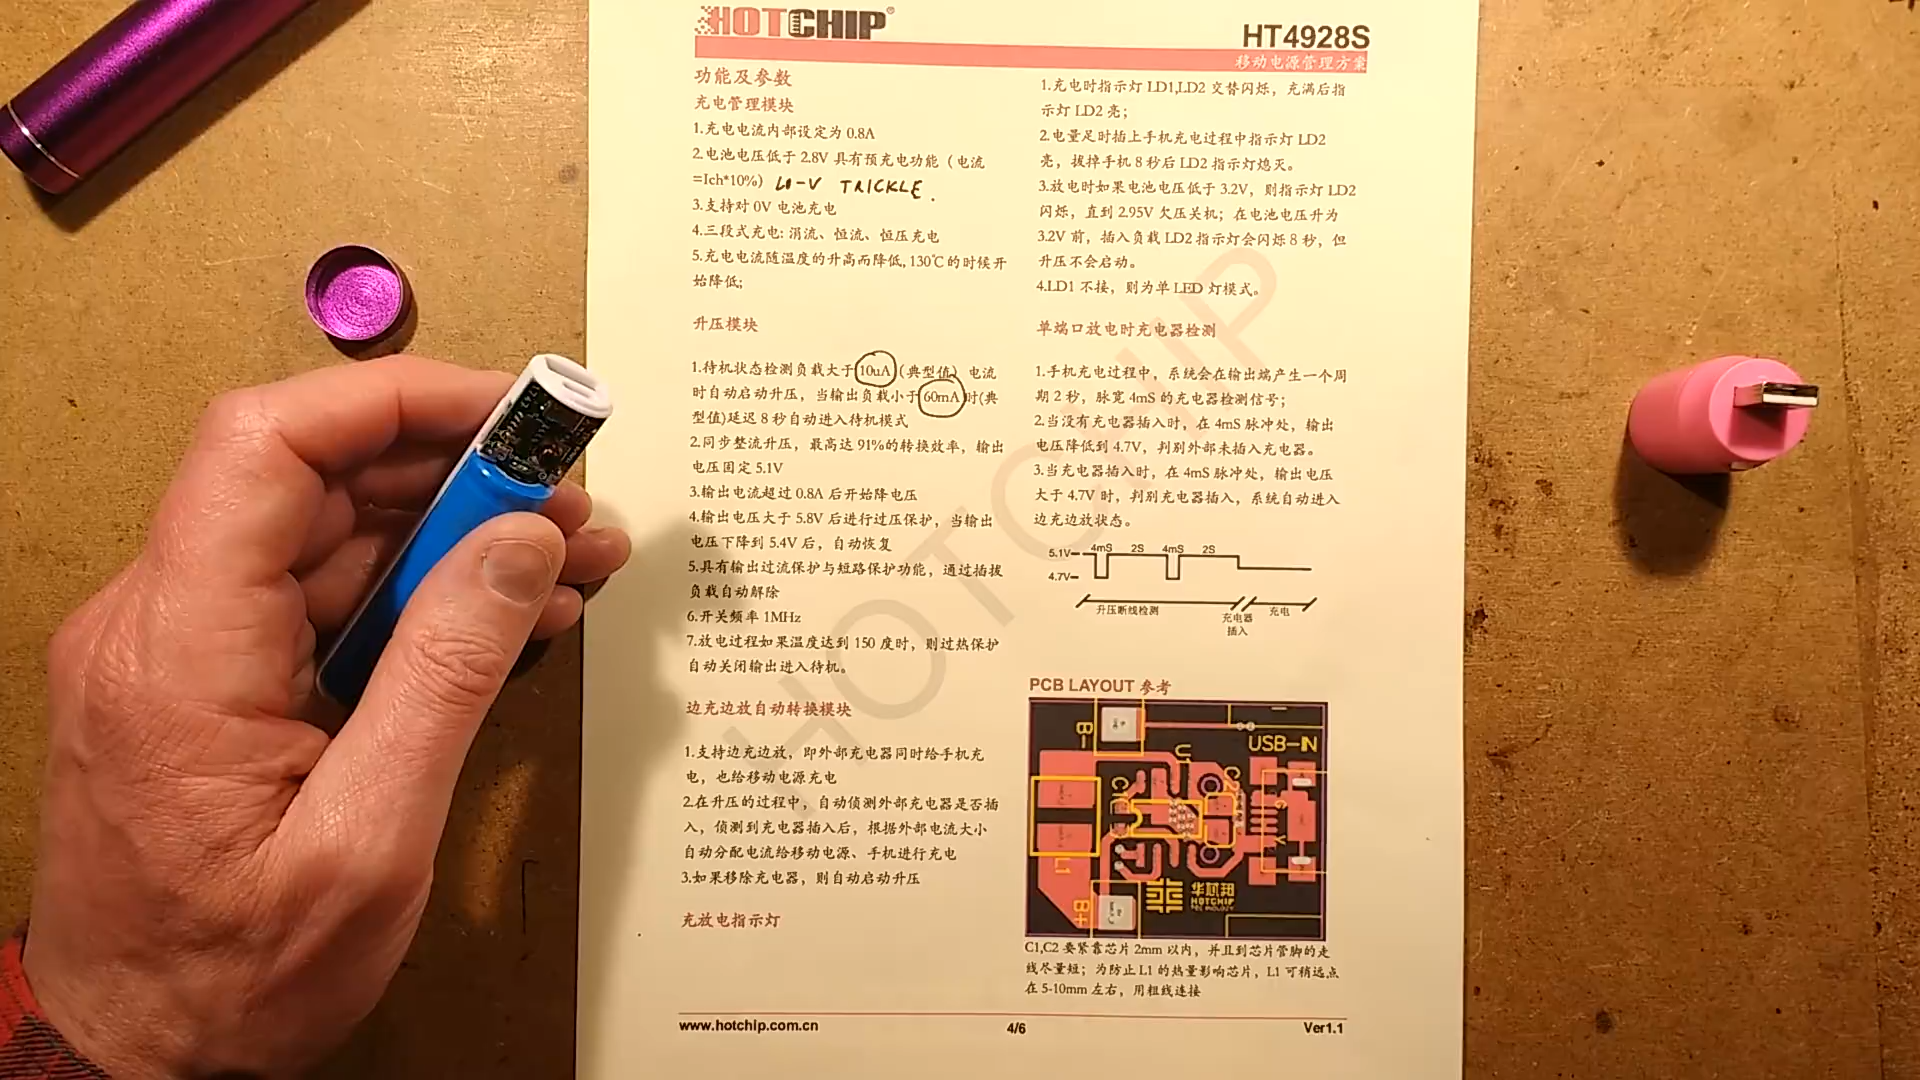 HOTCHIP®
HT4928S
移动电源管理方案
功能及参数
充电管理模块
1.充电电流内部设定为 0.8A
2.电池电压低于 2.8V 具有预充电功能（电流
=Ich*10%） LO-V TRICKLE.
3.支持对 0V 电池充电
4.三段式充电: 涓流、恒流、恒压充电
5.充电电流随温度的升高而降低, 130℃ 的时候开
始降低;
升压模块
1.待机状态检测负载大于 10uA（典型值）电流
时自动启动升压，当输出负载小于 60mA 时(典
型值)延迟 8 秒自动进入待机模式
2.同步整流升压，最高达 91%的转换效率，输出
电压固定 5.1V
3.输出电流超过 0.8A 后开始降电压
4.输出电压大于 5.8V 后进行过压保护，当输出
电压下降到 5.4V 后，自动恢复
5.具有输出过流保护与短路保护功能，通过插拔
负载自动解除
6.开关频率 1MHz
7.放电过程如果温度达到 150 度时，则过热保护
自动关闭输出进入待机。
边充边放自动转换模块
1.支持边充边放，即外部充电器同时给手机充
电，也给移动电源充电
2.在升压的过程中，自动侦测外部充电器是否插
入，侦测到充电器插入后，根据外部电流大小
自动分配电流给移动电源、手机进行充电
3.如果移除充电器，则自动启动升压
充放电指示灯
1.充电时指示灯 LD1,LD2 交替闪烁，充满后指
示灯 LD2 亮；
2.电量足时插上手机充电过程中指示灯 LD2
亮，拔掉手机 8 秒后 LD2 指示灯熄灭。
3.放电时如果电池电压低于 3.2V，则指示灯 LD2
闪烁，直到 2.95V 欠压关机；在电池电压升为
3.2V 前，插入负载 LD2 指示灯会闪烁 8 秒，但
升压不会启动。
4.LD1 不接，则为单 LED 灯模式。
单端口放电时充电器检测
1.手机充电过程中，系统会在输出端产生一个周
期 2 秒，脉宽 4mS 的充电器检测信号；
2.当没有充电器插入时，在 4mS 脉冲处，输出
电压降低到 4.7V，判别外部未插入充电器。
3.当充电器插入时，在 4mS 脉冲处，输出电压
大于 4.7V 时，判别充电器插入，系统自动进入
边充边放状态。
4mS 2S 4mS 2S
5.1V
4.7V
升压断线检测 充电器 充电
插入
PCB LAYOUT 参考
B-
USB-IN
U1
C1
C2
L1
B+
华芯邦
HOTCHIP
TECHNOLOGY
C1,C2 要紧靠芯片 2mm 以内，并且到芯片管脚的走
线尽量短；为防止 L1 的热量影响芯片，L1 可稍远点
在 5-10mm 左右，用粗线连接
www.hotchip.com.cn
4/6
Ver1.1
HOTCHIP